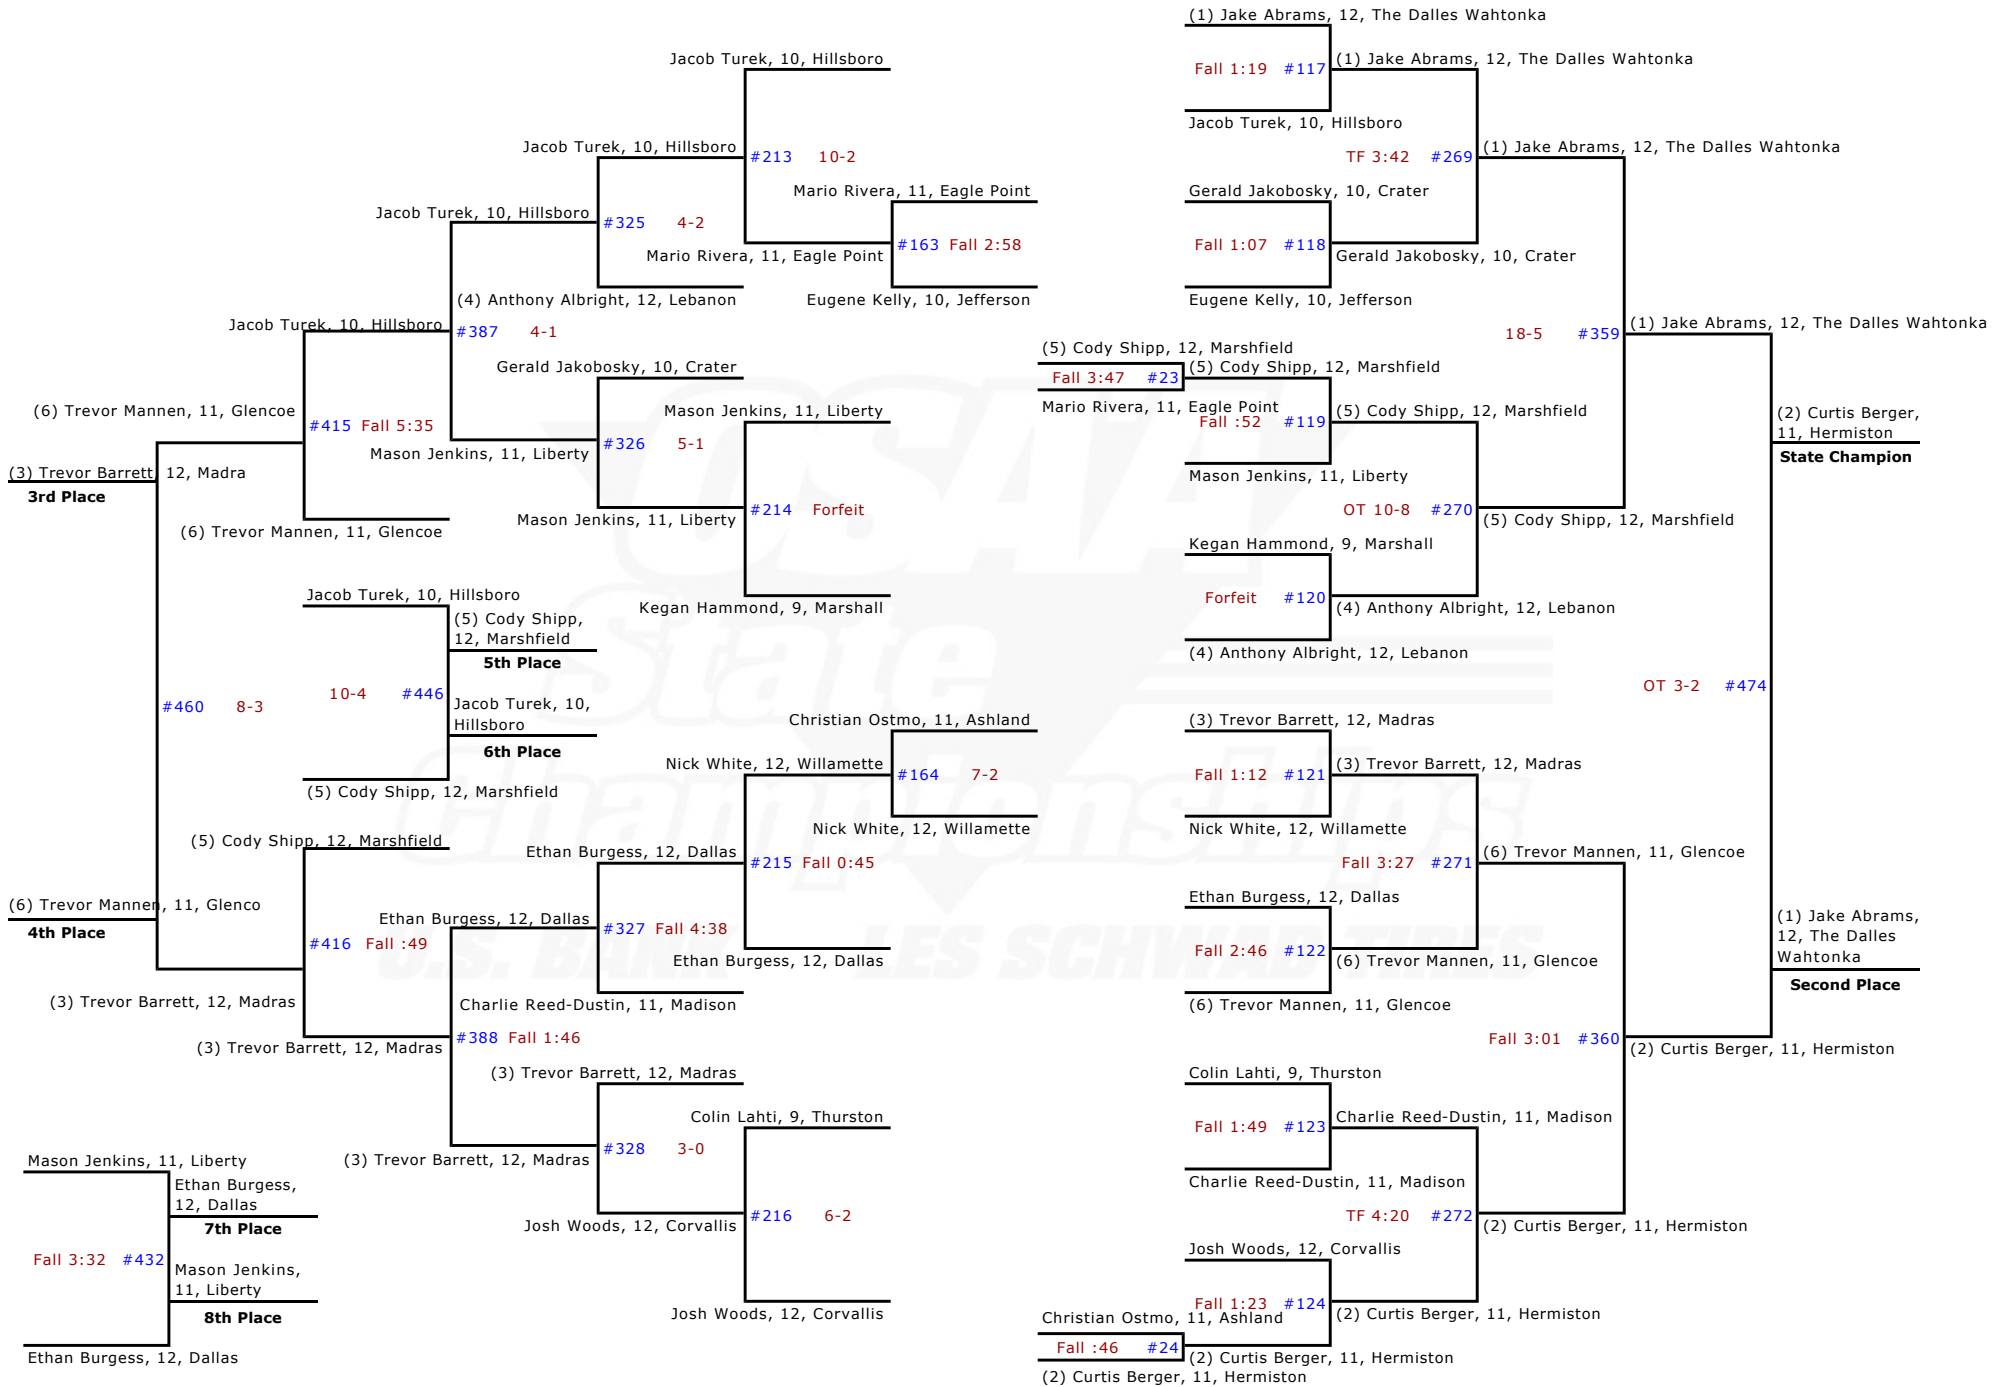 (1) Jake Abrams, 12, The Dalles Wahtonka
Jacob Turek, 10, Hillsboro
Fall 1:19 #117
(1) Jake Abrams, 12, The Dalles Wahtonka
Jacob Turek, 10, Hillsboro
Jacob Turek, 10, Hillsboro
#213 10-2
TF 3:42 #269
(1) Jake Abrams, 12, The Dalles Wahtonka
Mario Rivera, 11, Eagle Point
Gerald Jakobosky, 10, Crater
Jacob Turek, 10, Hillsboro
#325 4-2
Mario Rivera, 11, Eagle Point
#163 Fall 2:58
Fall 1:07 #118
Gerald Jakobosky, 10, Crater
(4) Anthony Albright, 12, Lebanon
Eugene Kelly, 10, Jefferson
Eugene Kelly, 10, Jefferson
Jacob Turek, 10, Hillsboro
#387 4-1
18-5 #359
(1) Jake Abrams, 12, The Dalles Wahtonka
(5) Cody Shipp, 12, Marshfield
Gerald Jakobosky, 10, Crater
Fall 3:47 #23
(5) Cody Shipp, 12, Marshfield
Mario Rivera, 11, Eagle Point
(6) Trevor Mannen, 11, Glencoe
Mason Jenkins, 11, Liberty
Fall :52 #119
(5) Cody Shipp, 12, Marshfield
(2) Curtis Berger,
11, Hermiston
State Champion
#415 Fall 5:35
Mason Jenkins, 11, Liberty
#326 5-1
(3) Trevor Barrett, 12, Madra
3rd Place
Mason Jenkins, 11, Liberty
Mason Jenkins, 11, Liberty
#214 Forfeit
OT 10-8 #270
(5) Cody Shipp, 12, Marshfield
(6) Trevor Mannen, 11, Glencoe
Kegan Hammond, 9, Marshall
Jacob Turek, 10, Hillsboro
Kegan Hammond, 9, Marshall
Forfeit #120
(4) Anthony Albright, 12, Lebanon
(5) Cody Shipp,
12, Marshfield
5th Place
(4) Anthony Albright, 12, Lebanon
10-4 #446
Jacob Turek, 10,
Hillsboro
6th Place
#460 8-3
OT 3-2 #474
Christian Ostmo, 11, Ashland
(3) Trevor Barrett, 12, Madras
Nick White, 12, Willamette
#164 7-2
Fall 1:12 #121
(3) Trevor Barrett, 12, Madras
(5) Cody Shipp, 12, Marshfield
Nick White, 12, Willamette
Nick White, 12, Willamette
(5) Cody Shipp, 12, Marshfield
Ethan Burgess, 12, Dallas
#215 Fall 0:45
Fall 3:27 #271
(6) Trevor Mannen, 11, Glencoe
Ethan Burgess, 12, Dallas
(6) Trevor Mannen, 11, Glenco
4th Place
Ethan Burgess, 12, Dallas
#327 Fall 4:38
#416 Fall :49
Ethan Burgess, 12, Dallas
Fall 2:46 #122
(6) Trevor Mannen, 11, Glencoe
(1) Jake Abrams,
12, The Dalles
Wahtonka
Second Place
(3) Trevor Barrett, 12, Madras
Charlie Reed-Dustin, 11, Madison
(6) Trevor Mannen, 11, Glencoe
(3) Trevor Barrett, 12, Madras
#388 Fall 1:46
Fall 3:01 #360
(2) Curtis Berger, 11, Hermiston
(3) Trevor Barrett, 12, Madras
Colin Lahti, 9, Thurston
Colin Lahti, 9, Thurston
Fall 1:49 #123
Charlie Reed-Dustin, 11, Madison
(3) Trevor Barrett, 12, Madras
#328 3-0
Mason Jenkins, 11, Liberty
Charlie Reed-Dustin, 11, Madison
Ethan Burgess,
12, Dallas
7th Place
Josh Woods, 12, Corvallis
#216 6-2
TF 4:20 #272
(2) Curtis Berger, 11, Hermiston
Fall 3:32 #432
Josh Woods, 12, Corvallis
Mason Jenkins,
11, Liberty
8th Place
Josh Woods, 12, Corvallis
Fall 1:23 #124
(2) Curtis Berger, 11, Hermiston
Christian Ostmo, 11, Ashland
Ethan Burgess, 12, Dallas
Fall :46 #24
(2) Curtis Berger, 11, Hermiston
(2) Curtis Berger, 11, Hermiston
OSAA
State
Championships
U.S. BANK LES SCHWAB TIRES